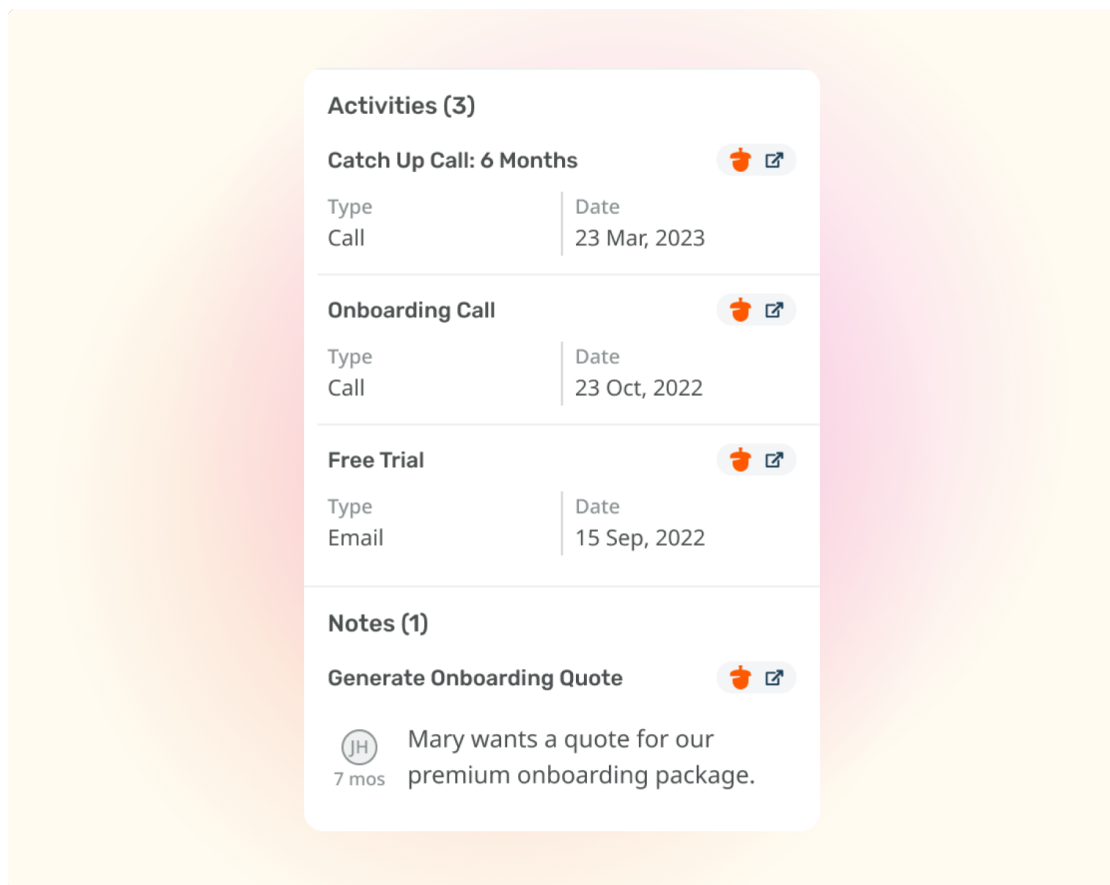 Activities (3)
Catch Up Call: 6 Months
Type
Date
Call
23 Mar, 2023
Onboarding Call
Type
Date
Call
23 Oct, 2022
Free Trial
Type
Date
Email
15 Sep, 2022
Notes (1)
Generate Onboarding Quote
JH
7 mos
Mary wants a quote for our
premium onboarding package.